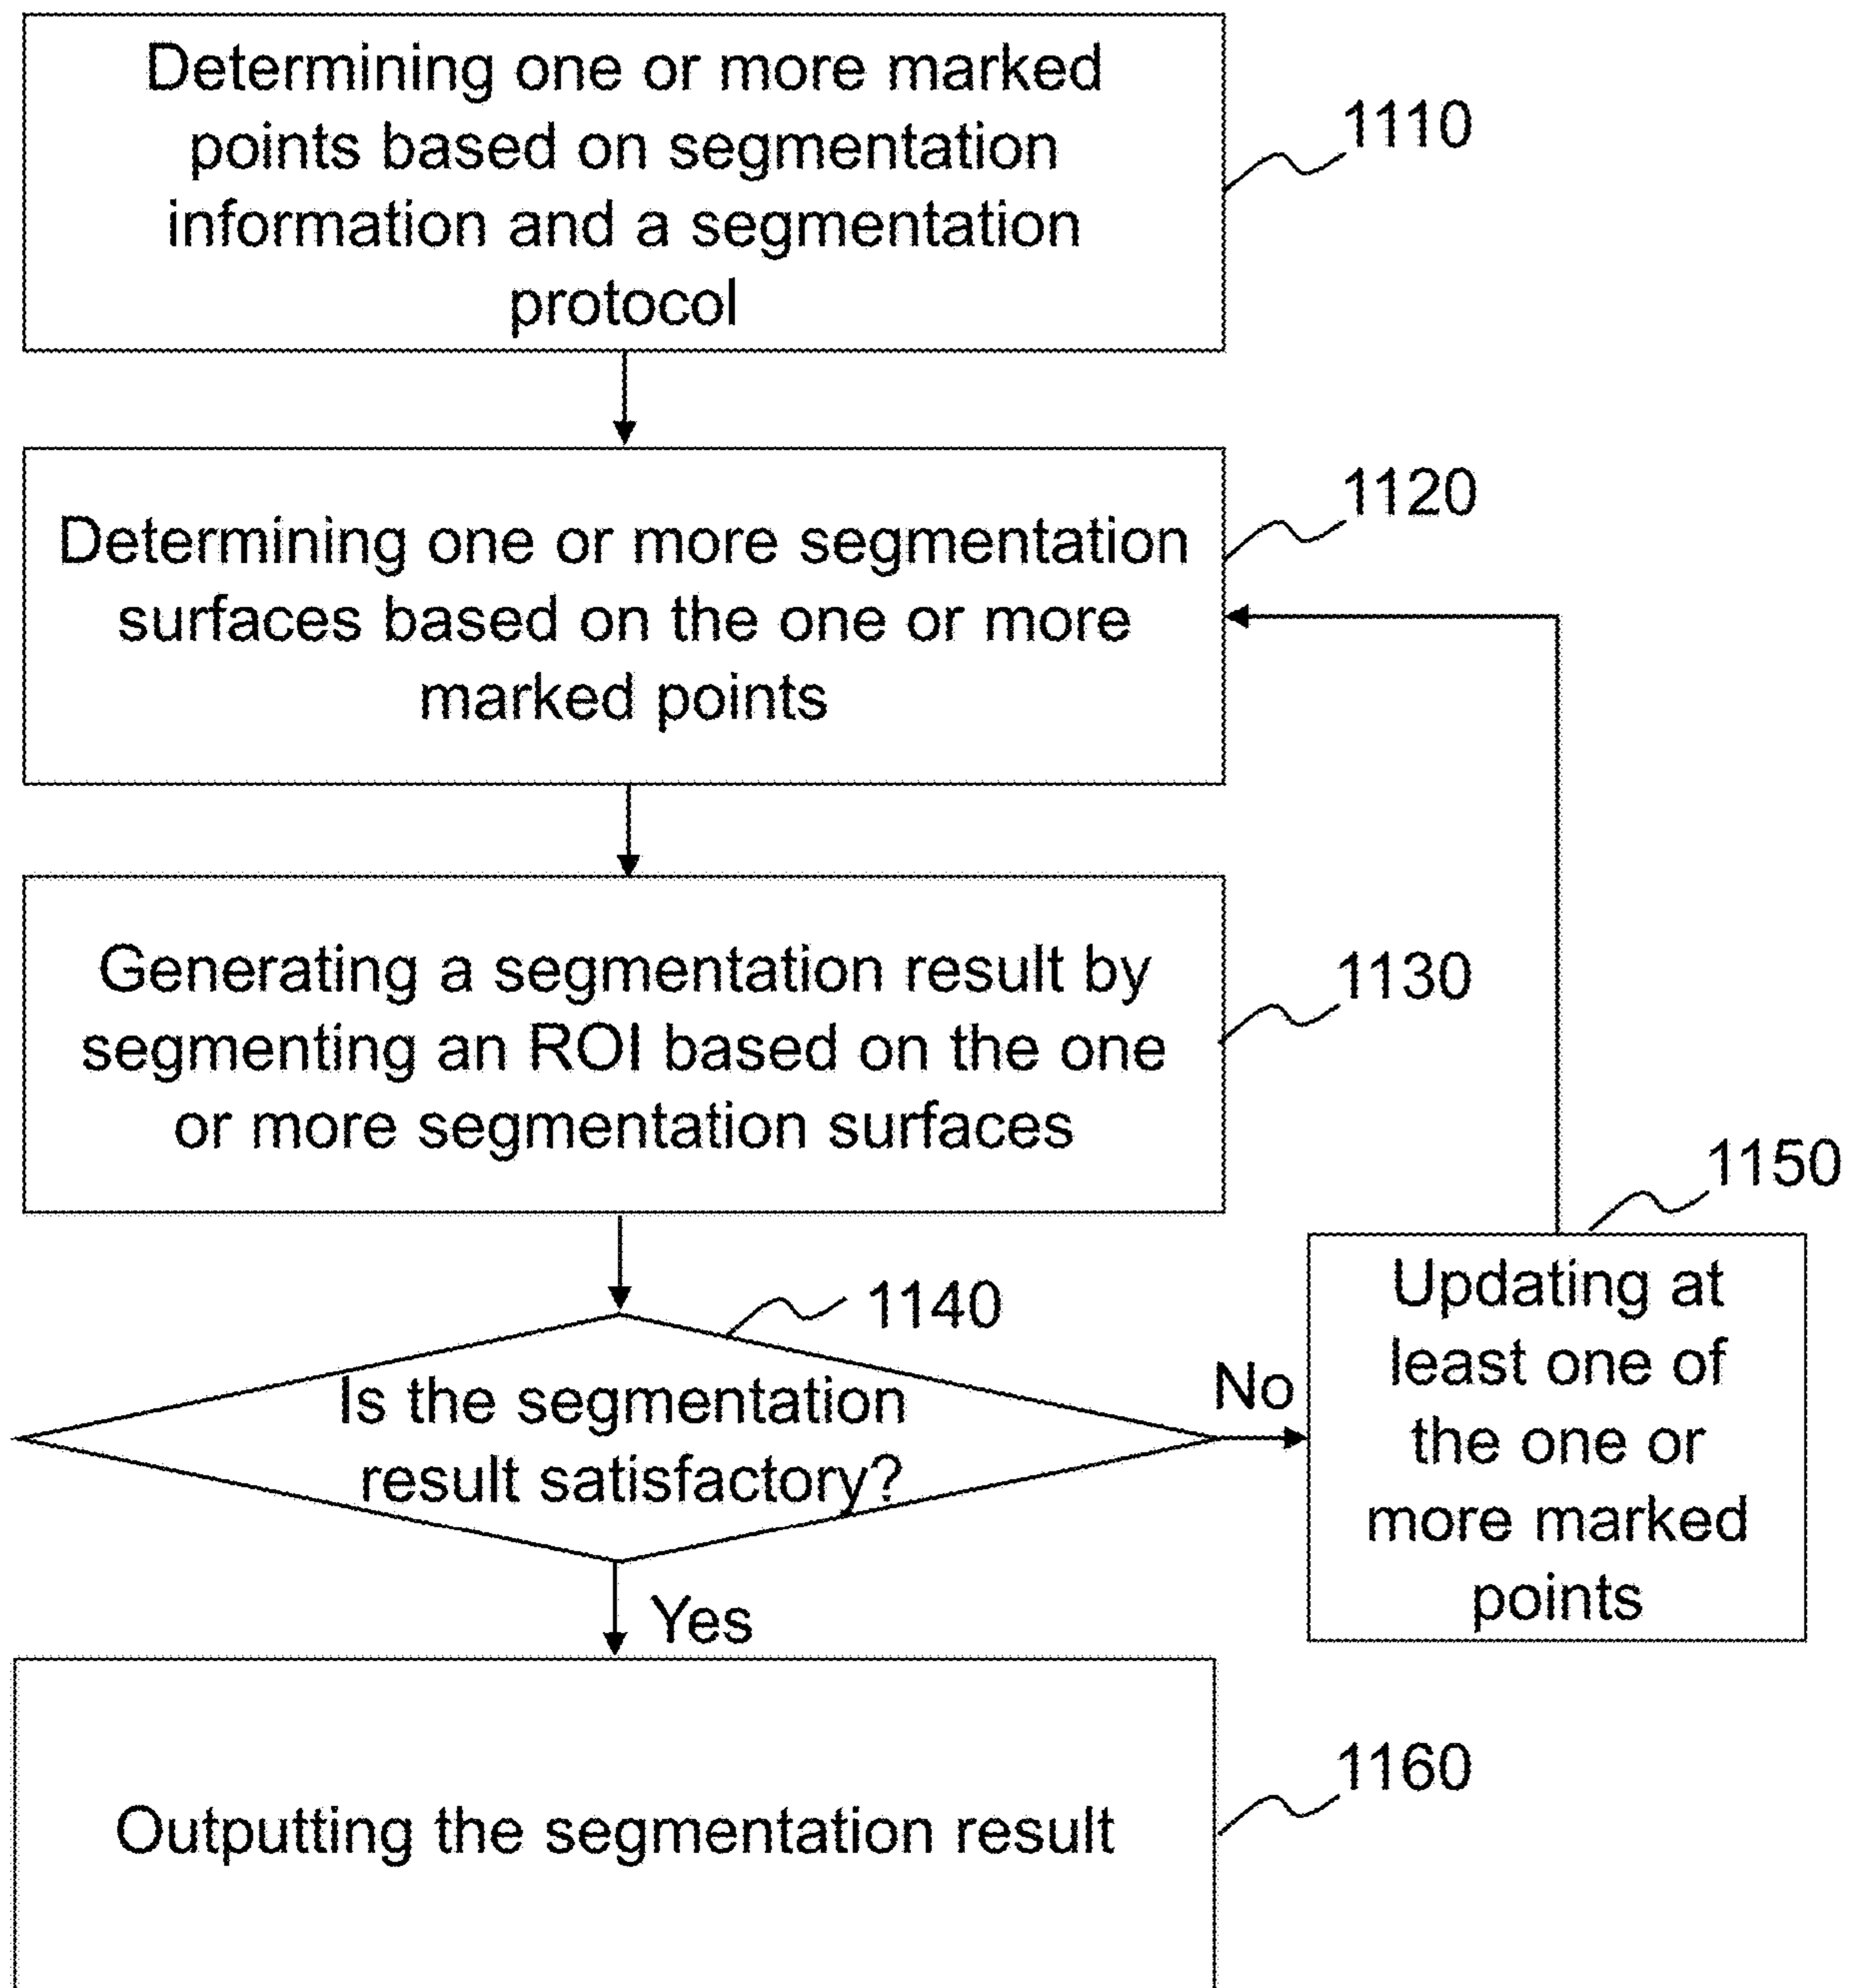 Determining one or more marked
points based on segmentation
information and a segmentation
protocol
1110
Determining one or more segmentation
surfaces based on the one or more
marked points
1120
Generating a segmentation result by
segmenting an ROI based on the one
or more segmentation surfaces
1130
Is the segmentation
result satisfactory?
1140
No
Updating at
least one of
the one or
more marked
points
1150
Yes
Outputting the segmentation result
1160